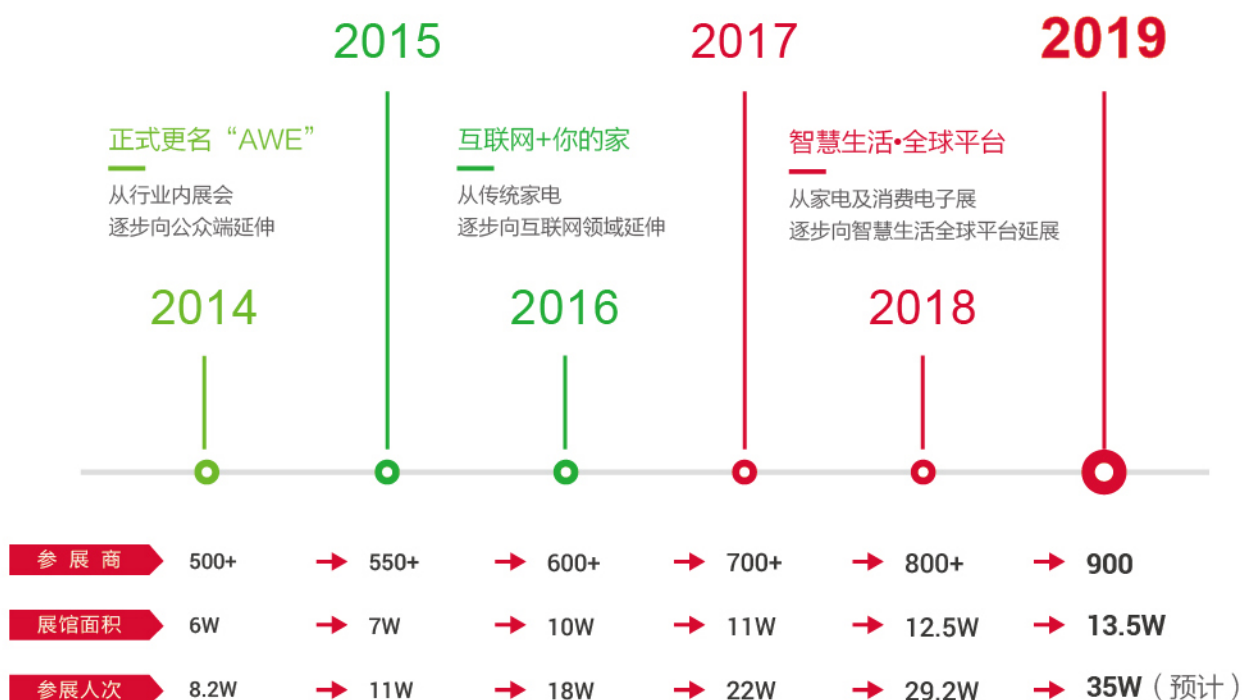 2015
2017
2019
正式更名“AWE”
从行业内展会
逐步向公众端延伸
互联网+你的家
从传统家电
逐步向互联网领域延伸
智慧生活•全球平台
从家电及消费电子展
逐步向智慧生活全球平台延展
2014
2016
2018
参展商 500+ 550+ 600+ 700+ 800+ 900
展馆面积 6W 7W 10W 11W 12.5W 13.5W
参展人次 8.2W 11W 18W 22W 29.2W 35W（预计）